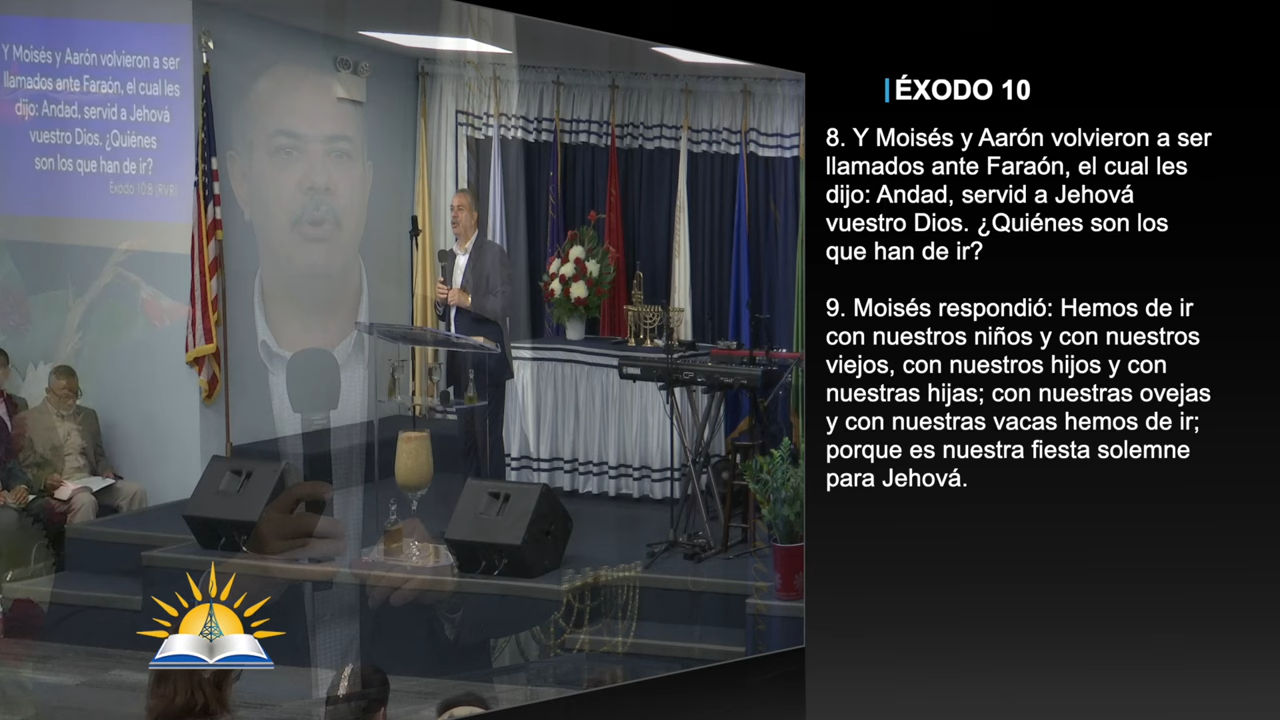 Y Moisés y Aarón volvieron a ser
llamados ante Faraón, el cual les
dijo: Andad, servid a Jehová
vuestro Dios. ¿Quiénes
son los que han de ir?
Éxodo 10:8 (RVR)
ÉXODO 10
8. Y Moisés y Aarón volvieron a ser
llamados ante Faraón, el cual les
dijo: Andad, servid a Jehová
vuestro Dios. ¿Quiénes son los
que han de ir?
9. Moisés respondió: Hemos de ir
con nuestros niños y con nuestros
viejos, con nuestros hijos y con
nuestras hijas; con nuestras ovejas
y con nuestras vacas hemos de ir;
porque es nuestra fiesta solemne
para Jehová.
YAMAHA